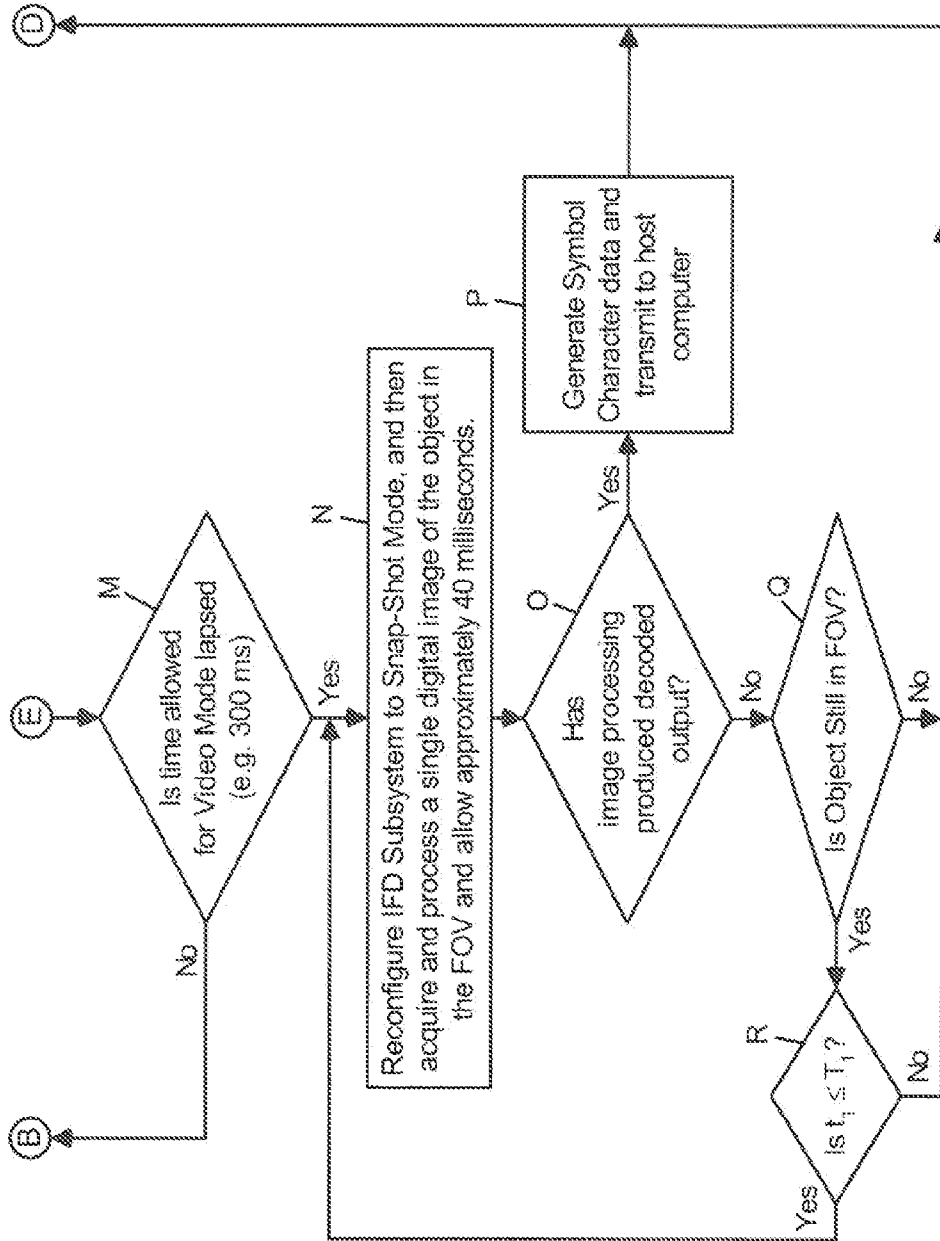 E
B
D
M
Is time allowed
for Video Mode lapsed
(e.g. 300 ms)
No
Yes
N
Reconfigure IFD Subsystem to Snap-Shot Mode, and then
acquire and process a single digital image of the object in
the FOV and allow approximately 40 milliseconds.
O
Has
image processing
produced decoded
output?
Yes
No
P
Generate Symbol
Character data and
transmit to host
computer
Q
Is Object Still in FOV?
Yes
No
R
Is t₁ ≤ T₁?
Yes
No